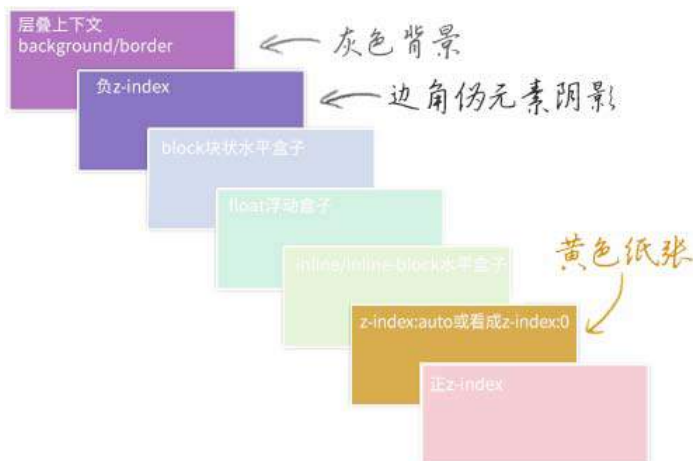 层叠上下文
background/border
灰色背景
负z-index
边角伪元素阴影
block块状水平盒子
float浮动盒子
inline/inline-block水平盒子
黄色纸张
z-index:auto或看成z-index:0
正z-index